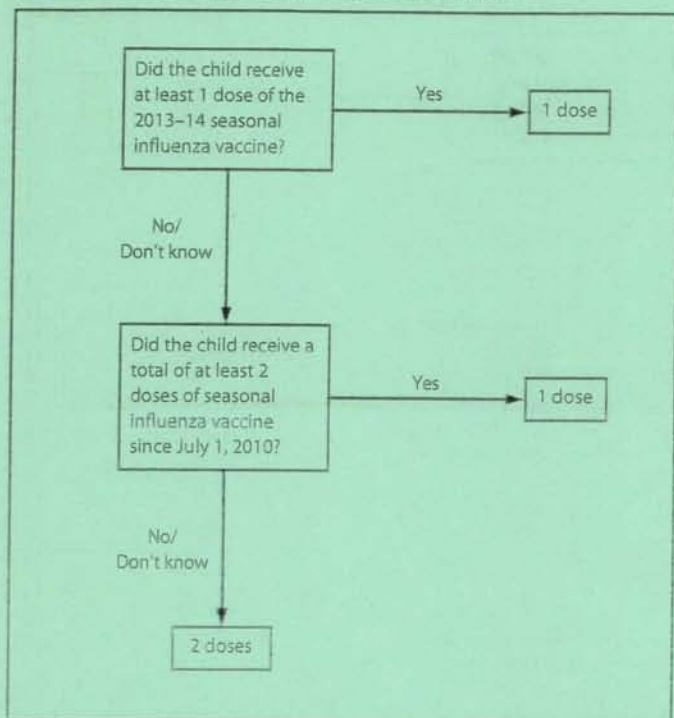 Did the child receive
at least 1 dose of the
2013–14 seasonal
influenza vaccine?
Yes
1 dose
No/
Don't know
Did the child receive a
total of at least 2
doses of seasonal
influenza vaccine
since July 1, 2010?
Yes
1 dose
No/
Don't know
2 doses